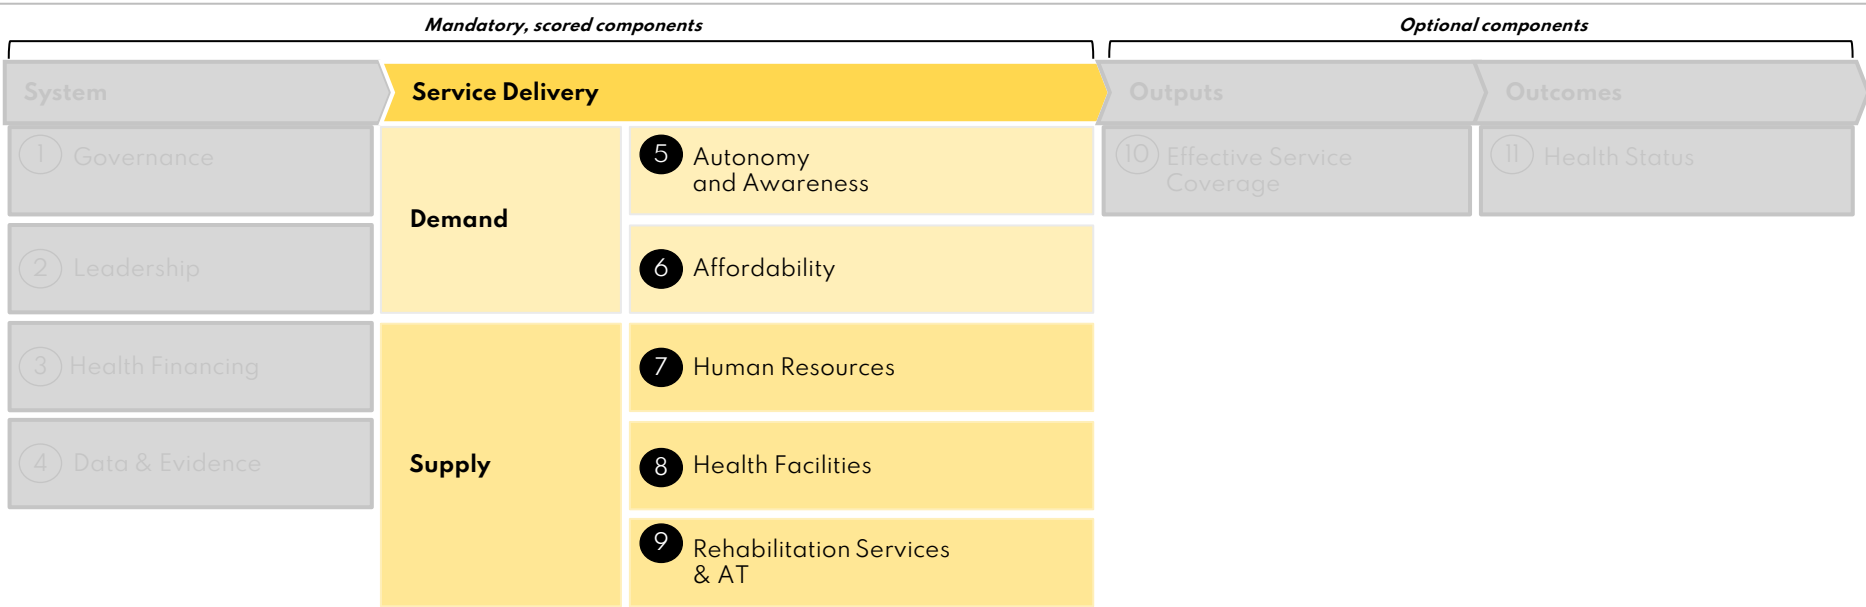 Mandatory, scored components
Optional components
System
Service Delivery
Outputs
Outcomes
1 Governance
2 Leadership
3 Health Financing
4 Data & Evidence
Demand
5 Autonomy
and Awareness
6 Affordability
Supply
7 Human Resources
8 Health Facilities
9 Rehabilitation Services
& AT
10 Effective Service
Coverage
11 Health Status